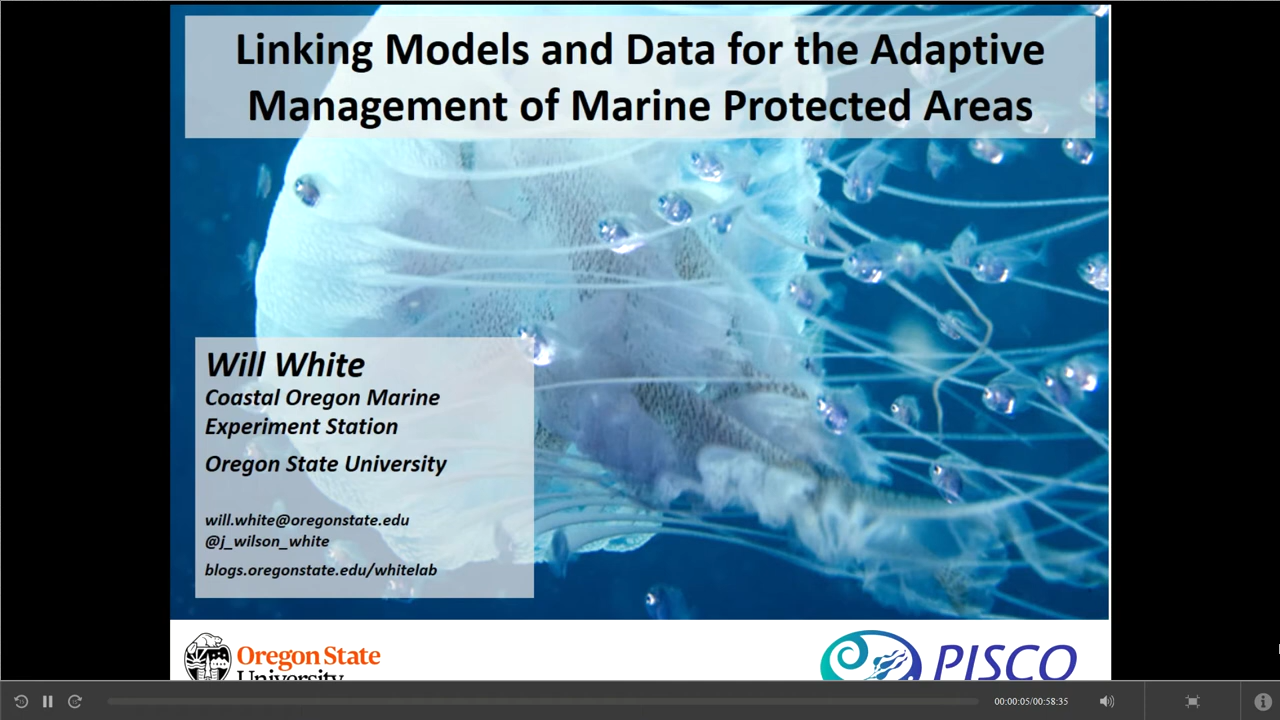 Linking Models and Data for the Adaptive
Management of Marine Protected Areas
Will White
Coastal Oregon Marine
Experiment Station
Oregon State University
will.white@oregonstate.edu
@j_wilson_white
blogs.oregonstate.edu/whitelab
Oregon State
University
PISCO
00:00:05/00:58:35